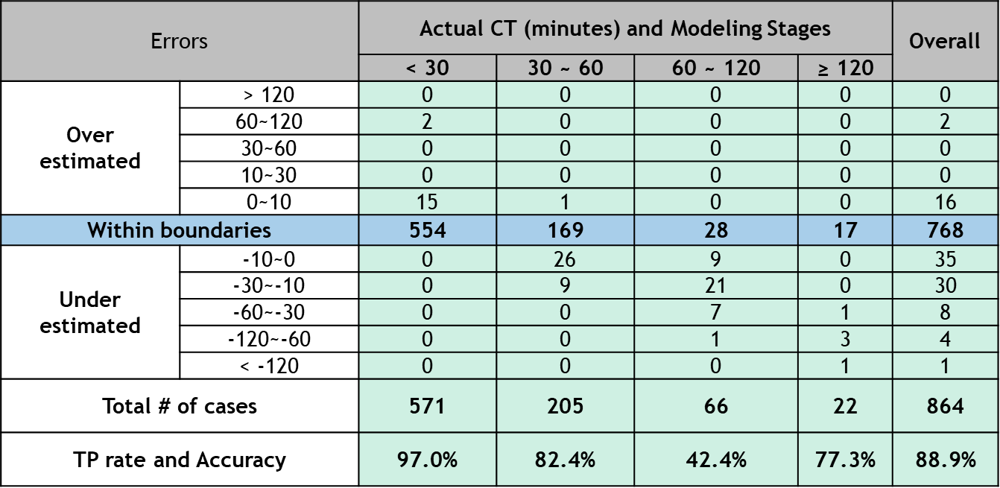 Errors Actual CT (minutes) and Modeling Stages Overall
< 30 30 ~ 60 60 ~ 120 ≥ 120
Over estimated
> 120 0 0 0 0 0
60~120 2 0 0 0 2
30~60 0 0 0 0 0
10~30 0 0 0 0 0
0~10 15 1 0 0 16
Within boundaries 554 169 28 17 768
Under estimated
-10~0 0 26 9 0 35
-30~-10 0 9 21 0 30
-60~-30 0 0 7 1 8
-120~-60 0 0 1 3 4
< -120 0 0 0 1 1
Total # of cases 571 205 66 22 864
TP rate and Accuracy 97.0% 82.4% 42.4% 77.3% 88.9%